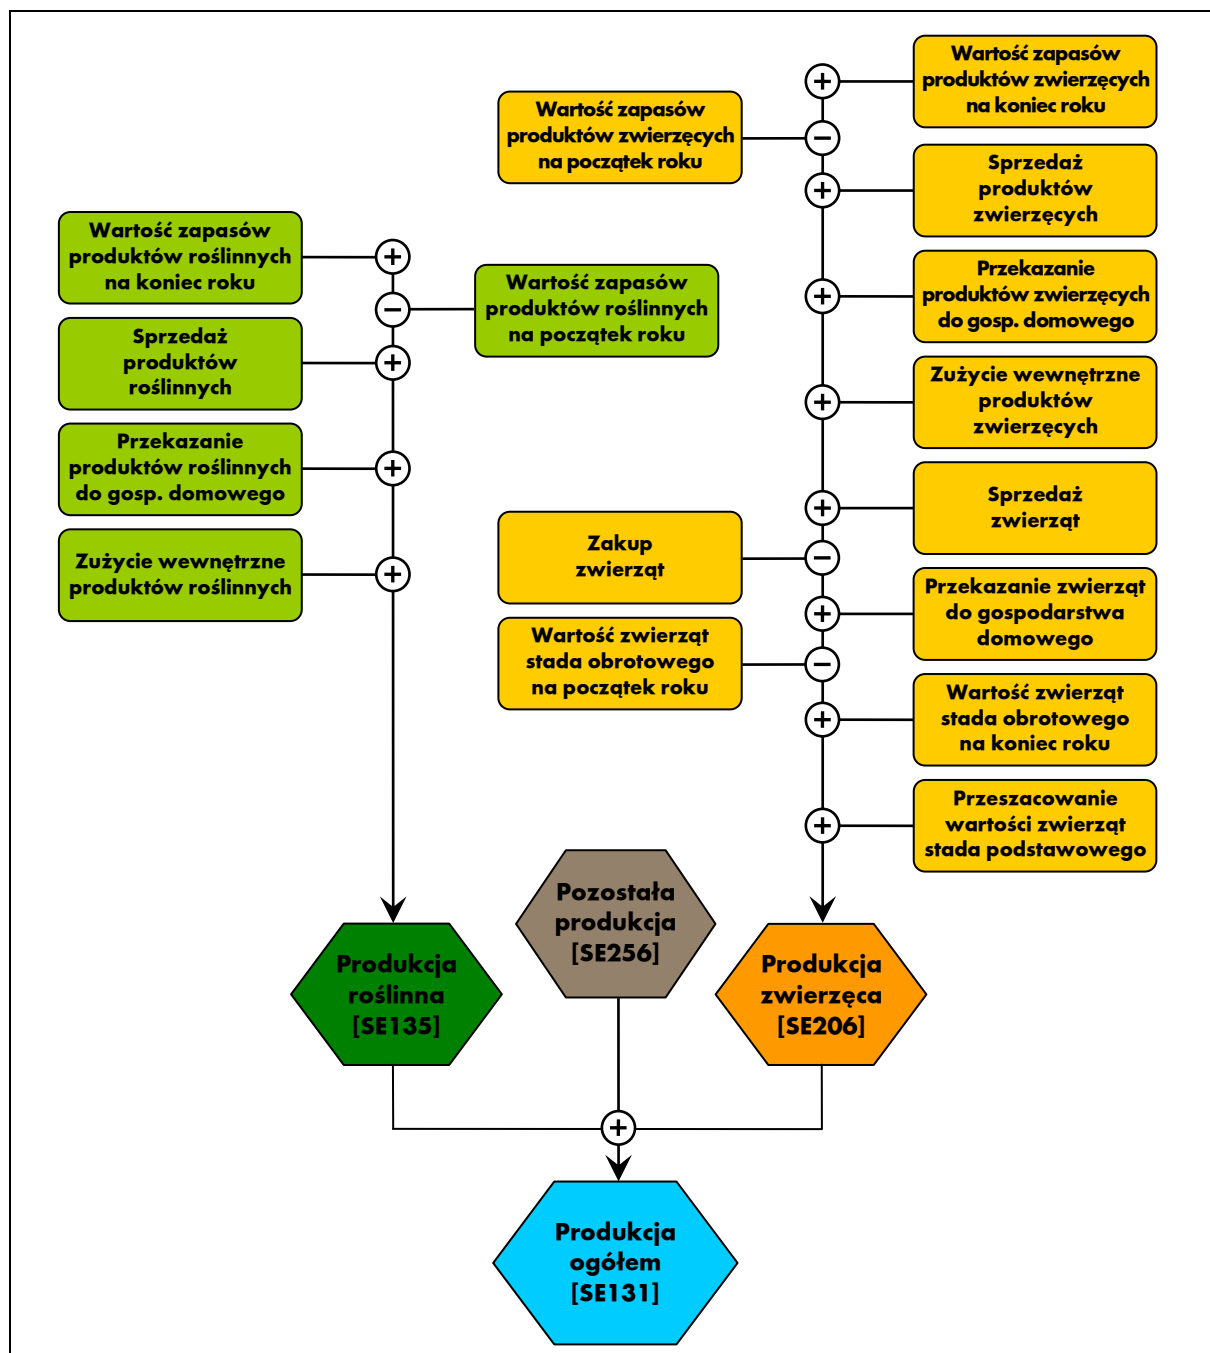 Wartość zapasów
produktów zwierzęcych
na koniec roku
Wartość zapasów
produktów zwierzęcych
na początek roku
Sprzedaż
produktów
zwierzęcych
Wartość zapasów
produktów roślinnych
na koniec roku
Przekazanie
produktów zwierzęcych
do gosp. domowego
Wartość zapasów
produktów roślinnych
na początek roku
Sprzedaż
produktów
roślinnych
Zużycie wewnętrzne
produktów
zwierzęcych
Przekazanie
produktów roślinnych
do gosp. domowego
Sprzedaż
zwierząt
Zakup
zwierząt
Zużycie wewnętrzne
produktów roślinnych
Przekazanie zwierząt
do gospodarstwa
domowego
Wartość zwierząt
stada obrotowego
na początek roku
Wartość zwierząt
stada obrotowego
na koniec roku
Przeszacowanie
wartości zwierząt
stada podstawowego
Pozostała
produkcja
[SE256]
Produkcja
roślinna
[SE135]
Produkcja
zwierzęca
[SE206]
Produkcja
ogółem
[SE131]